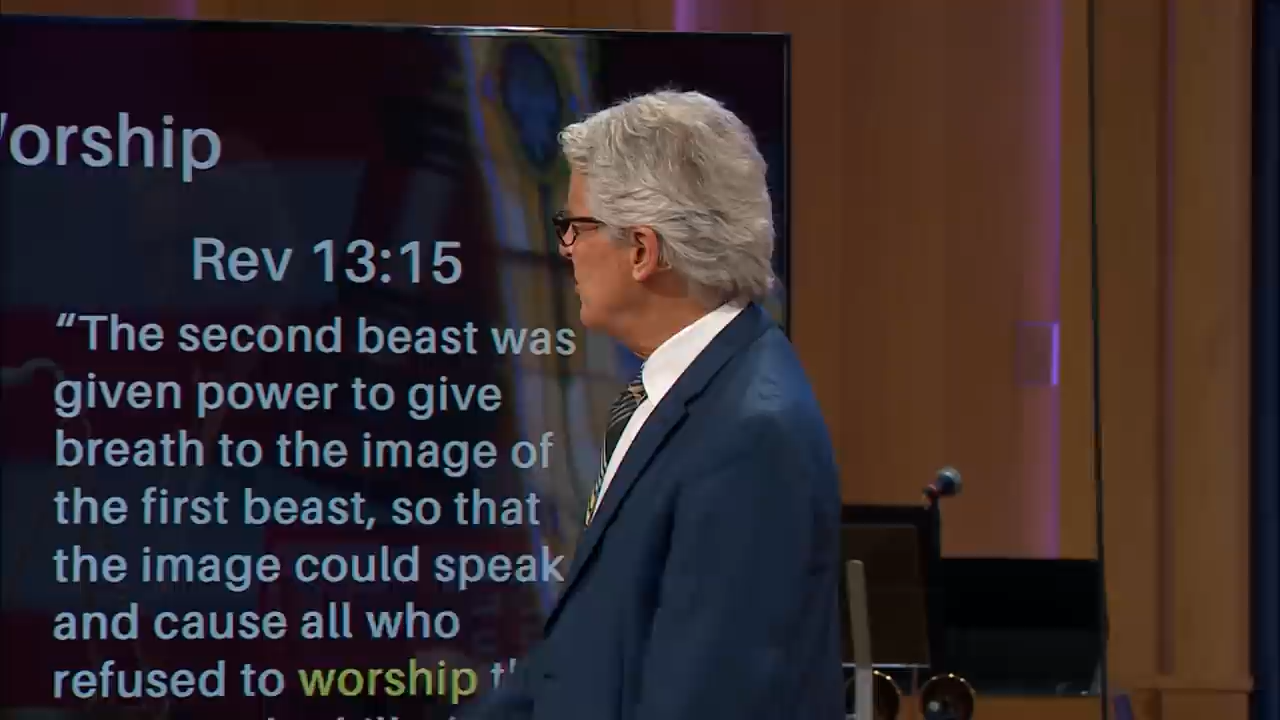 orship
Rev 13:15
“The second beast was
given power to give
breath to the image of
the first beast, so that
the image could speak
and cause all who
refused to worship